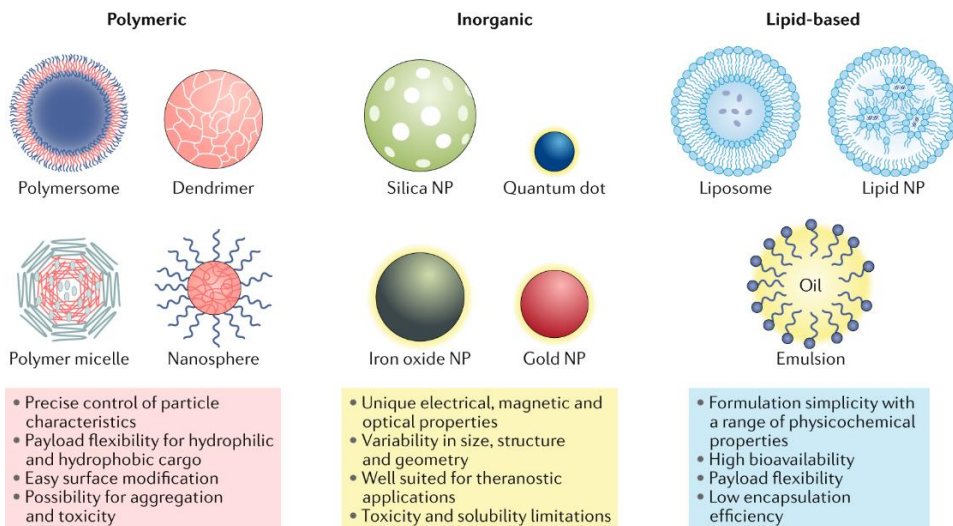 Polymeric
Inorganic
Lipid-based
Polymersome
Dendrimer
Silica NP
Quantum dot
Liposome
Lipid NP
Polymer micelle
Nanosphere
Iron oxide NP
Gold NP
Oil
Emulsion
• Precise control of particle
characteristics
• Payload flexibility for hydrophilic
and hydrophobic cargo
• Easy surface modification
• Possibility for aggregation
and toxicity
• Unique electrical, magnetic and
optical properties
• Variability in size, structure
and geometry
• Well suited for theranostic
applications
• Toxicity and solubility limitations
• Formulation simplicity with
a range of physicochemical
properties
• High bioavailability
• Payload flexibility
• Low encapsulation
efficiency